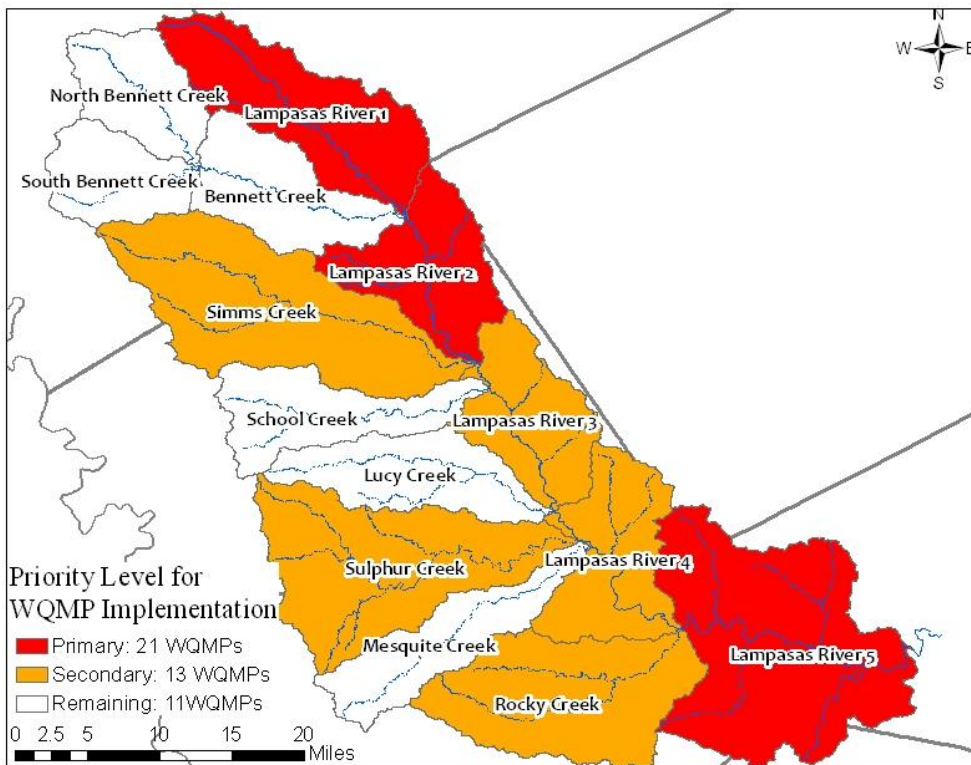 N
W E
S
North Bennett Creek
Lampasas River 1
South Bennett Creek
Bennett Creek
Lampasas River 2
Simms Creek
School Creek
Lampasas River 3
Lucy Creek
Sulphur Creek
Lampasas River 4
Mesquite Creek
Lampasas River 5
Rocky Creek
Priority Level for
WQMP Implementation
Primary: 21 WQMPs
Secondary: 13 WQMPs
Remaining: 11WQMPs
0 2.5 5 10 15 20
Miles